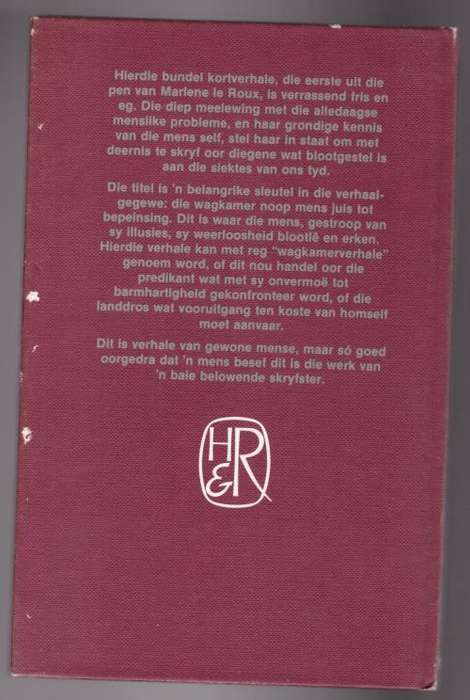 Hierdie bundel kortverhale, die eerste uit die
pen van Marlene le Roux, is verrassend fris en
eg. Die diep meelewing met die alledaagse
menslike probleme, en haar grondige kennis
van die mens self, stel haar in staat om met
deernis te skryf oor diegene wat blootgestel is
aan die siektes van ons tyd.
Die titel is 'n belangrike sleutel in die verhaal-
gegewe: die wagkamer noop mens juis tot
bepeinsing. Dit is waar die mens, gestroop van
sy illusies, sy weerloosheid blootlê en erken.
Hierdie verhale kan met reg "wagkamerverhale"
genoem word, of dit nou handel oor die
predikant wat met sy onvermoë tot
barmhartigheid gekonfronteer word, of die
landdros wat vooruitgang ten koste van homself
moet aanvaar.
Dit is verhale van gewone mense, maar só goed
oorgedra dat 'n mens besef dit is die werk van
'n baie belowende skryfster.
H&R